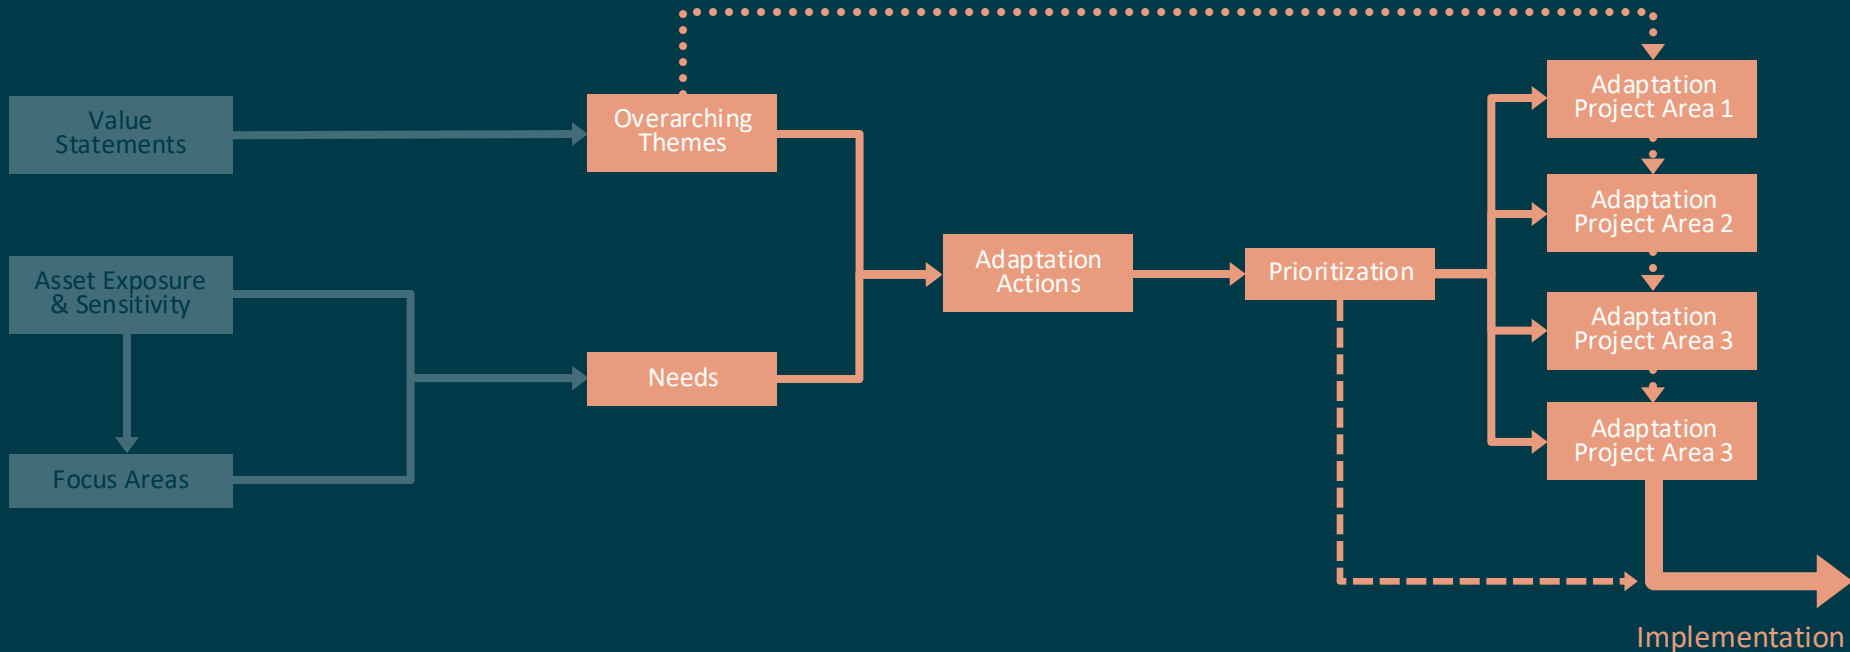 Value
Statements
Asset Exposure
& Sensitivity
Focus Areas
Overarching
Themes
Needs
Adaptation
Actions
Prioritization
Adaptation
Project Area 1
Adaptation
Project Area 2
Adaptation
Project Area 3
Adaptation
Project Area 3
Implementation